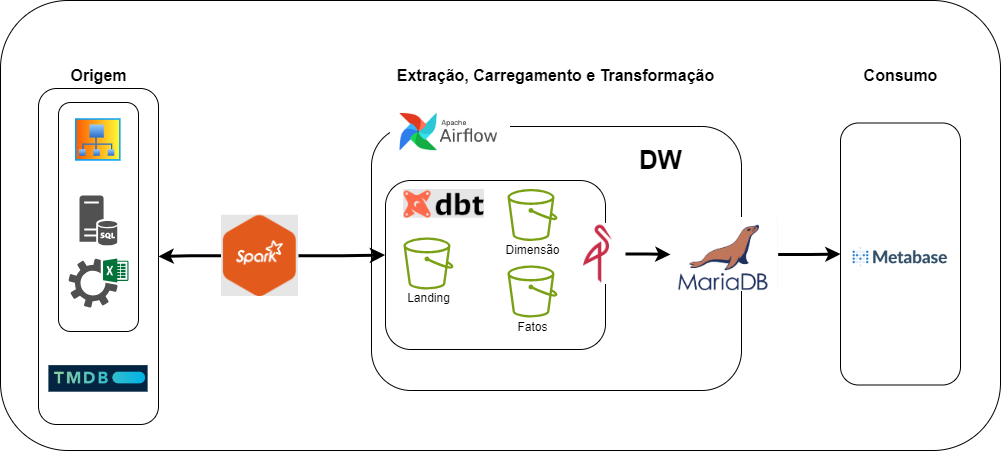 Origem
Extração, Carregamento e Transformação
Consumo
Apache
Airflow
DW
dbt
SQL
Spark
X
Dimensão
Landing
Fatos
MariaDB
Metabase
TMDB